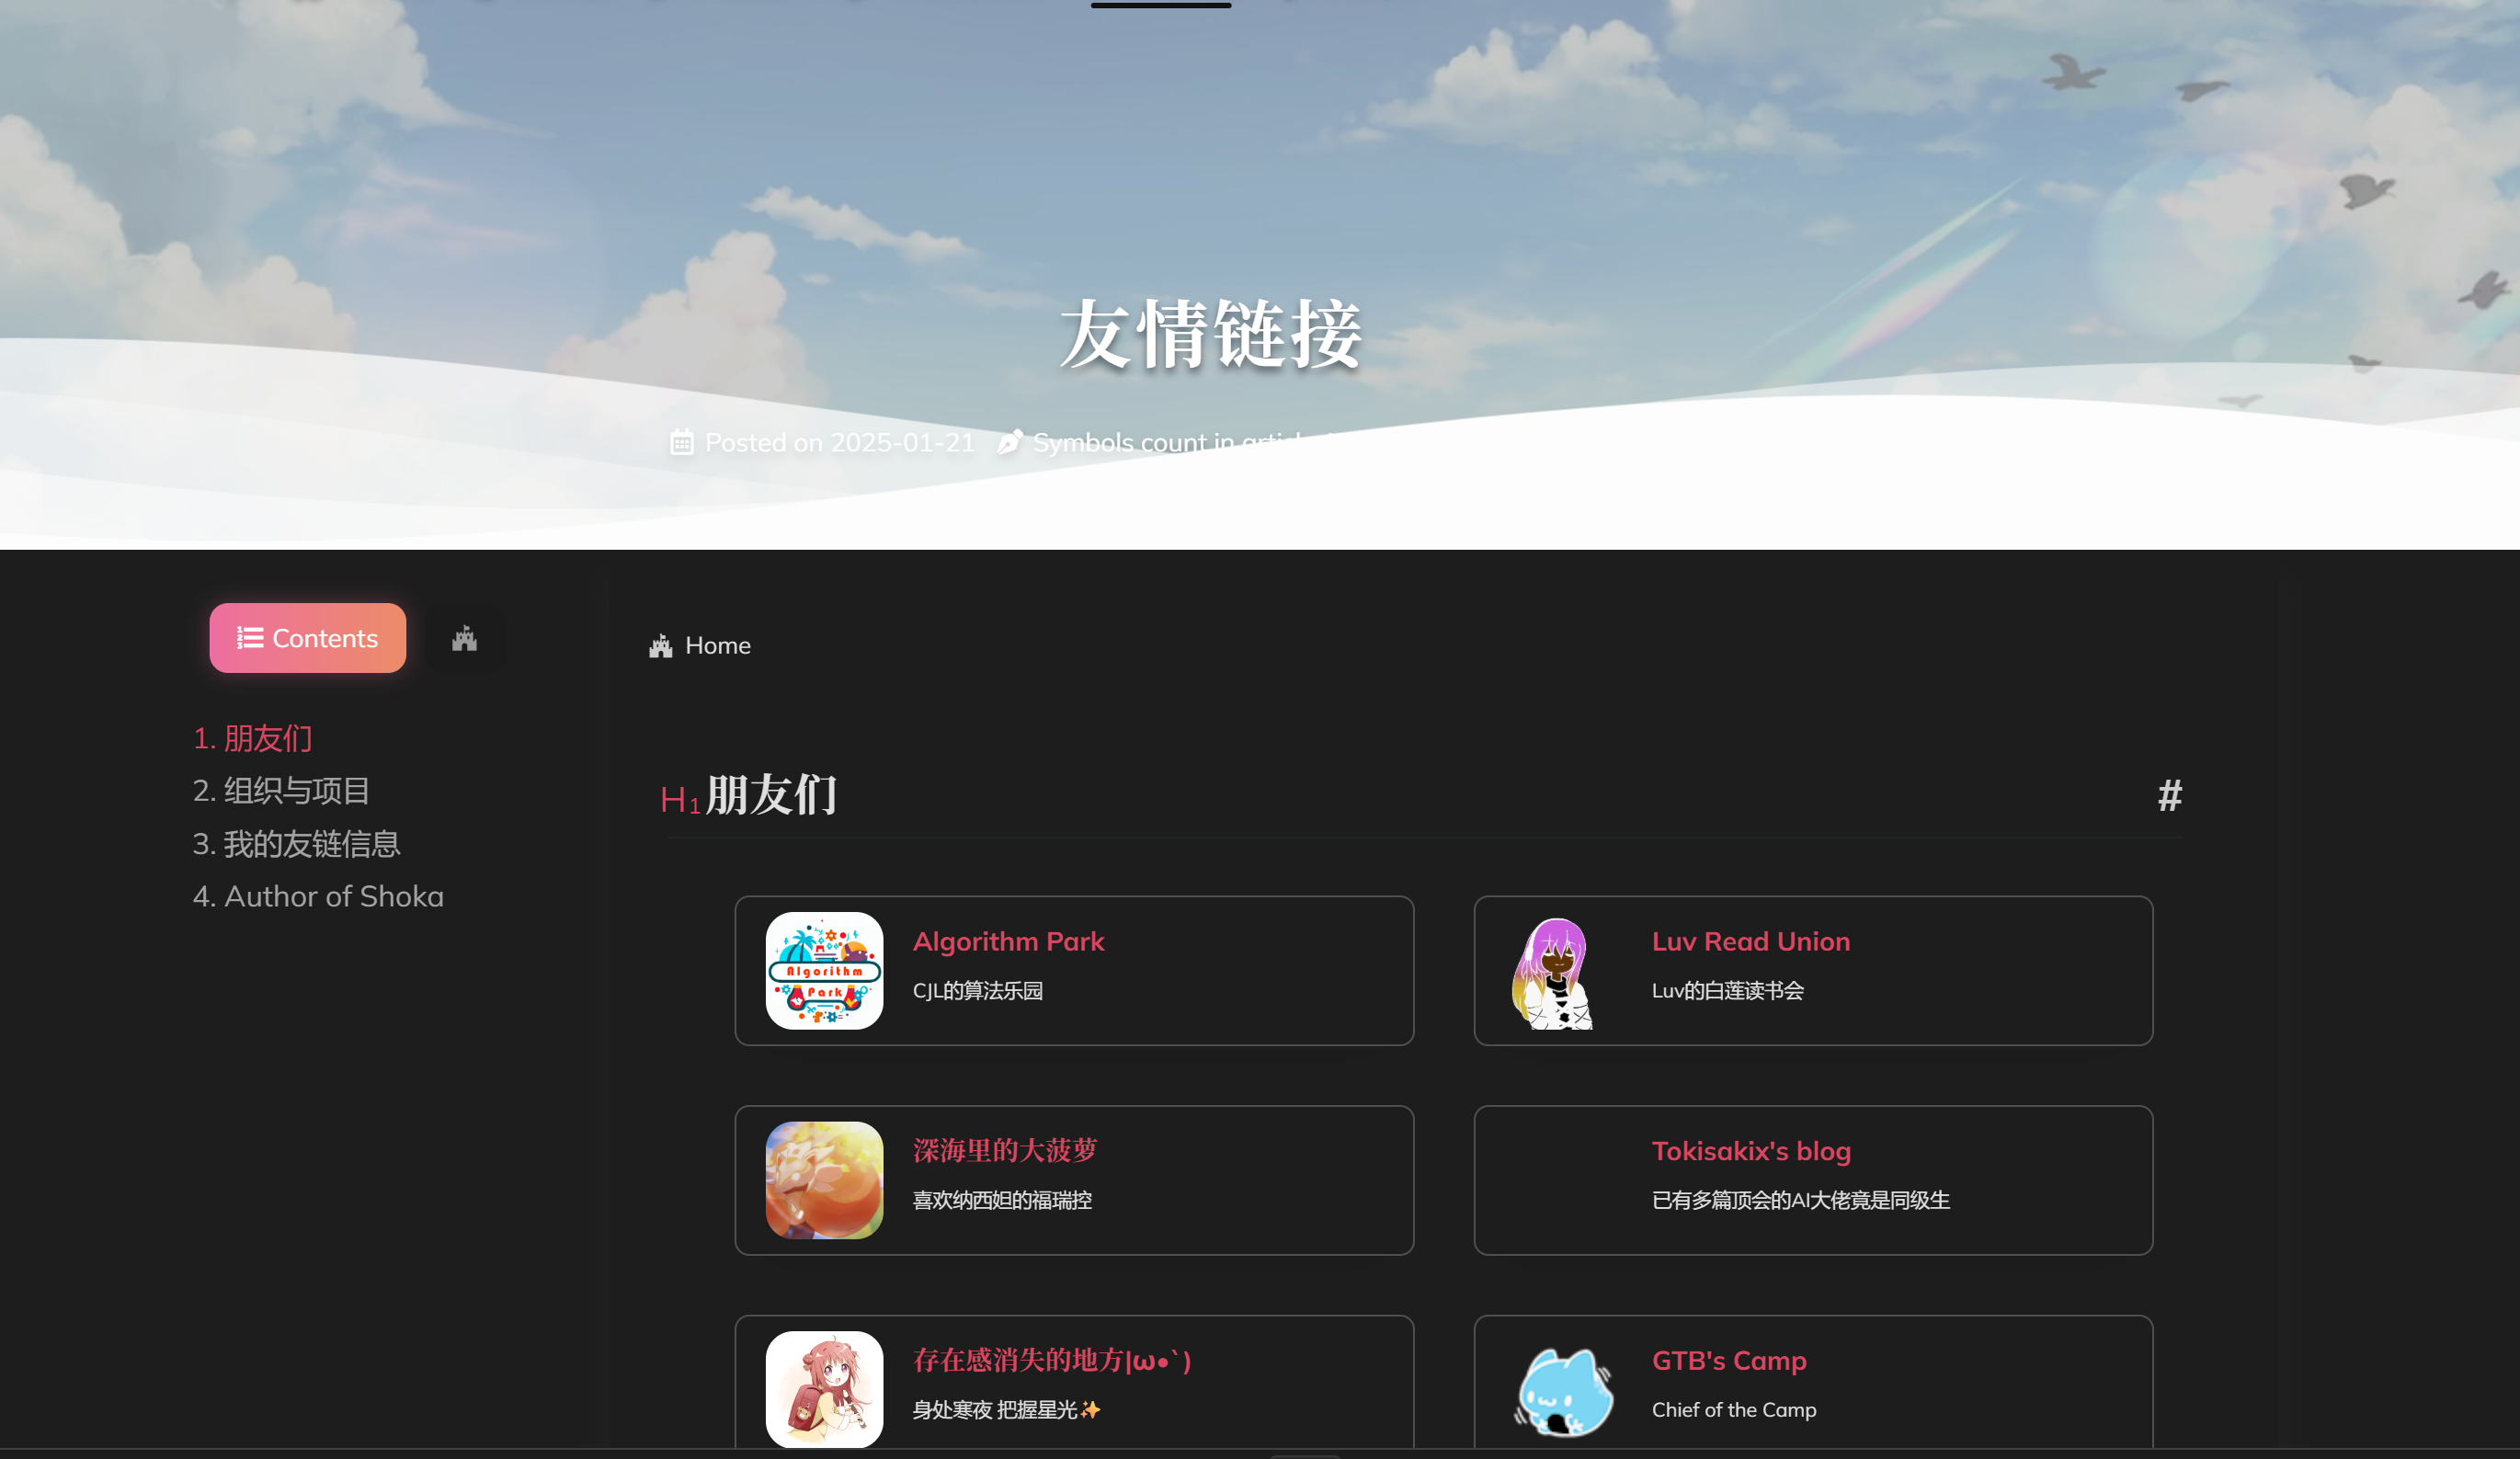 友情链接
Posted on 2025-01-21 Symbols count in
Contents
Home
1. 朋友们
2. 组织与项目
3. 我的友链信息
4. Author of Shoka
H1 朋友们 #
Algorithm
Park
Algorithm Park
CJL的算法乐园
Luv Read Union
Luv的白莲读书会
深海里的大菠萝
喜欢纳西妲的福瑞控
Tokisakix's blog
已有多篇顶会的AI大佬竟是同级生
存在感消失的地方|ω•`)
身处寒夜 把握星光✨
GTB's Camp
Chief of the Camp